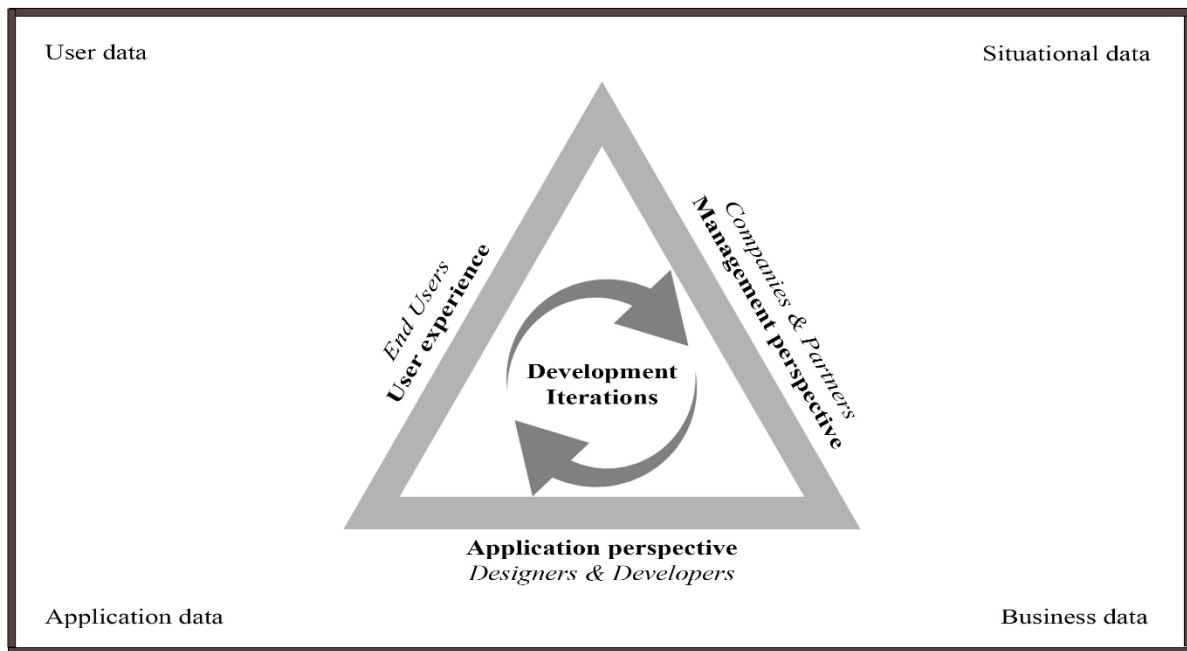 User data
Situational data
End Users
User experience
Companies & Partners
Management perspective
Development
Iterations
Application perspective
Designers & Developers
Application data
Business data